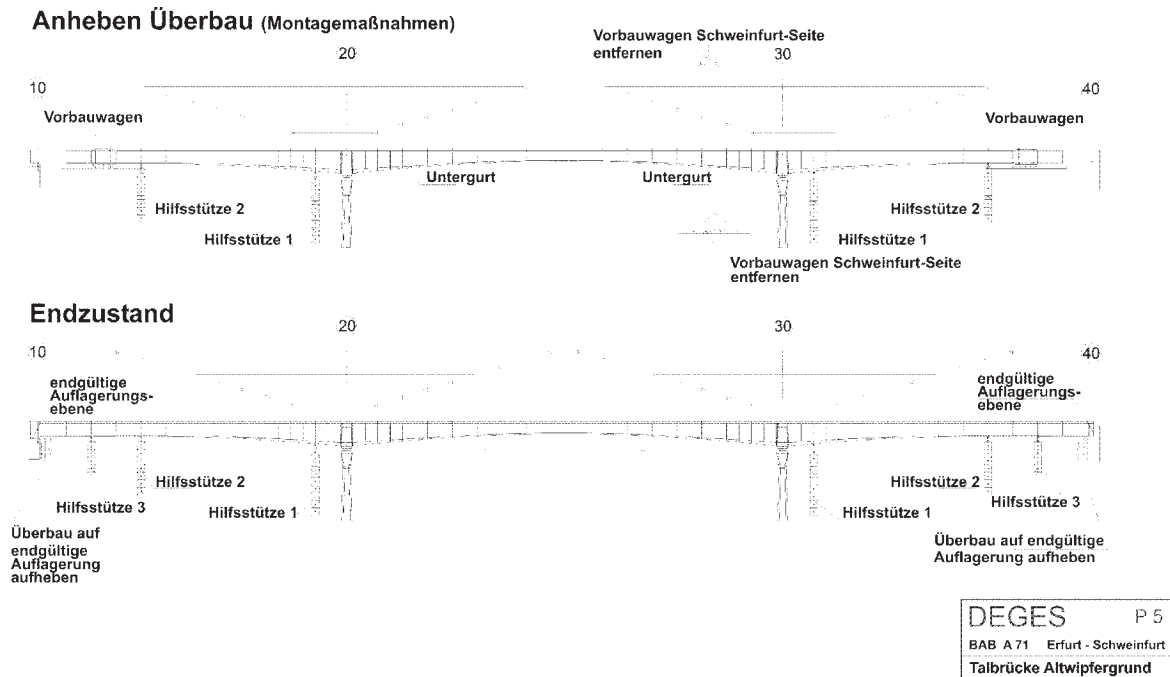 Anheben Überbau (Montagemaßnahmen)
Vorbauwagen Schweinfurt-Seite
entfernen
20
30
10
40
Vorbauwagen
Vorbauwagen
Untergurt
Untergurt
Hilfsstütze 2
Hilfsstütze 2
Hilfsstütze 1
Hilfsstütze 1
Vorbauwagen Schweinfurt-Seite
entfernen
Endzustand
20
30
10
40
endgültige
Auflagerungs-
ebene
endgültige
Auflagerungs-
ebene
Hilfsstütze 2
Hilfsstütze 2
Hilfsstütze 3
Hilfsstütze 1
Hilfsstütze 1
Hilfsstütze 3
Überbau auf
endgültige
Auflagerung
aufheben
Überbau auf endgültige
Auflagerung aufheben
DEGES P 5
BAB A 71 Erfurt - Schweinfurt
Talbrücke Altwipfergrund